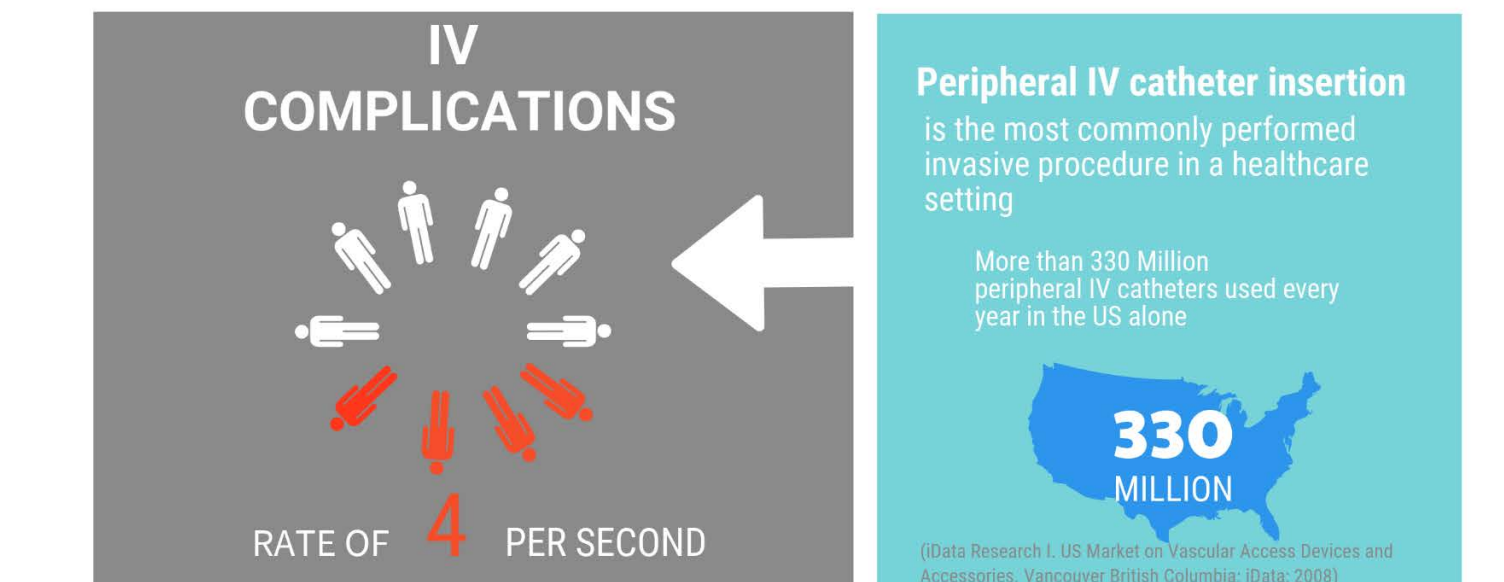 IV
COMPLICATIONS
RATE OF 4 PER SECOND
Peripheral IV catheter insertion
is the most commonly performed
invasive procedure in a healthcare
setting
More than 330 Million
peripheral IV catheters used every
year in the US alone
330
MILLION
(iData Research I. US Market on Vascular Access Devices and
Accessories. Vancouver British Columbia: iData; 2008)